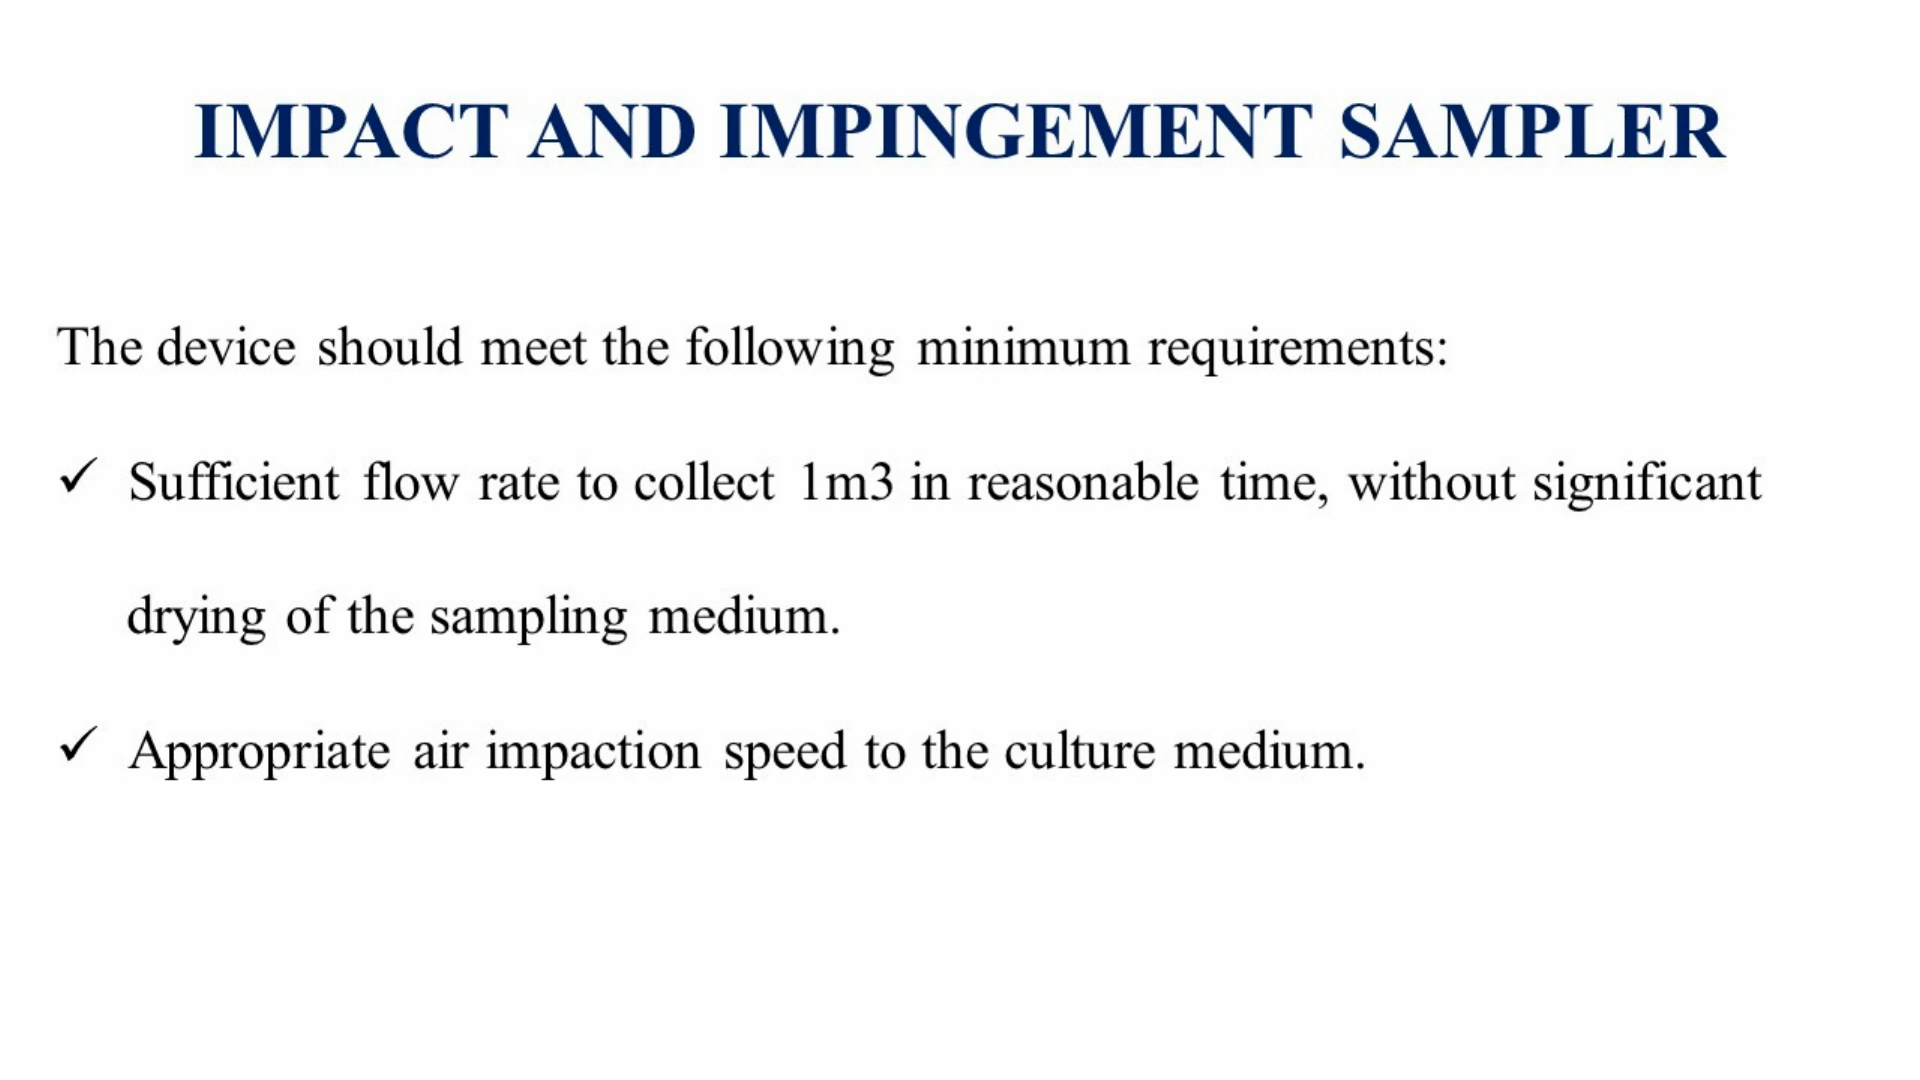 IMPACT AND IMPINGEMENT SAMPLER
The device should meet the following minimum requirements:
✓ Sufficient flow rate to collect 1m3 in reasonable time, without significant
drying of the sampling medium.
✓ Appropriate air impaction speed to the culture medium.